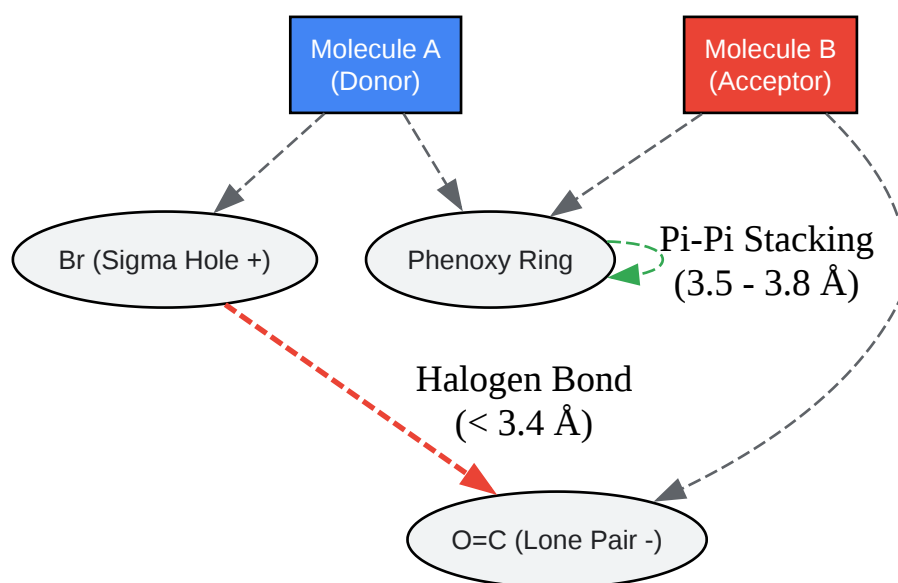 Molecule A
(Donor)
Molecule B
(Acceptor)
Br (Sigma Hole +)
Phenoxy Ring
Pi-Pi Stacking
(3.5 - 3.8 Å)
Halogen Bond
(< 3.4 Å)
O=C (Lone Pair -)